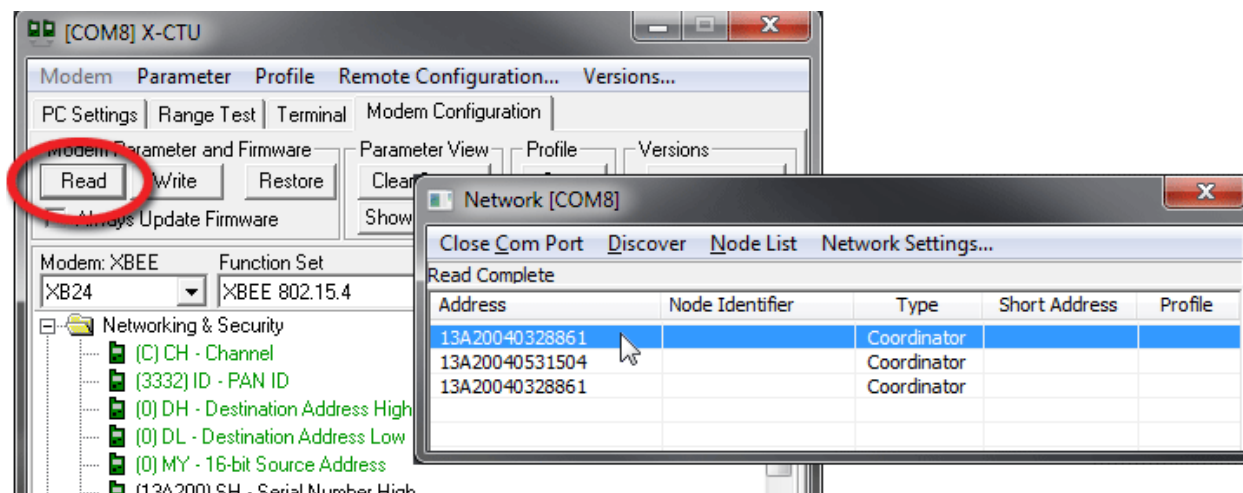 [COM8] X-CTU
Modem Parameter Profile Remote Configuration... Versions...
PC Settings Range Test Terminal Modem Configuration
Modem Parameter and Firmware Parameter View Profile Versions
Read Write Restore Clear
Always Update Firmware Show
Modem: XBEE Function Set
XB24 XBEE 802.15.4
Networking & Security
(C) CH - Channel
(3332) ID - PAN ID
(0) DH - Destination Address High
(0) DL - Destination Address Low
(0) MY - 16-bit Source Address
(13A200) SH - Serial Number High
Network [COM8]
Close Com Port Discover Node List Network Settings...
Read Complete
Address Node Identifier Type Short Address Profile
13A20040328861 Coordinator
13A20040531504 Coordinator
13A20040328861 Coordinator